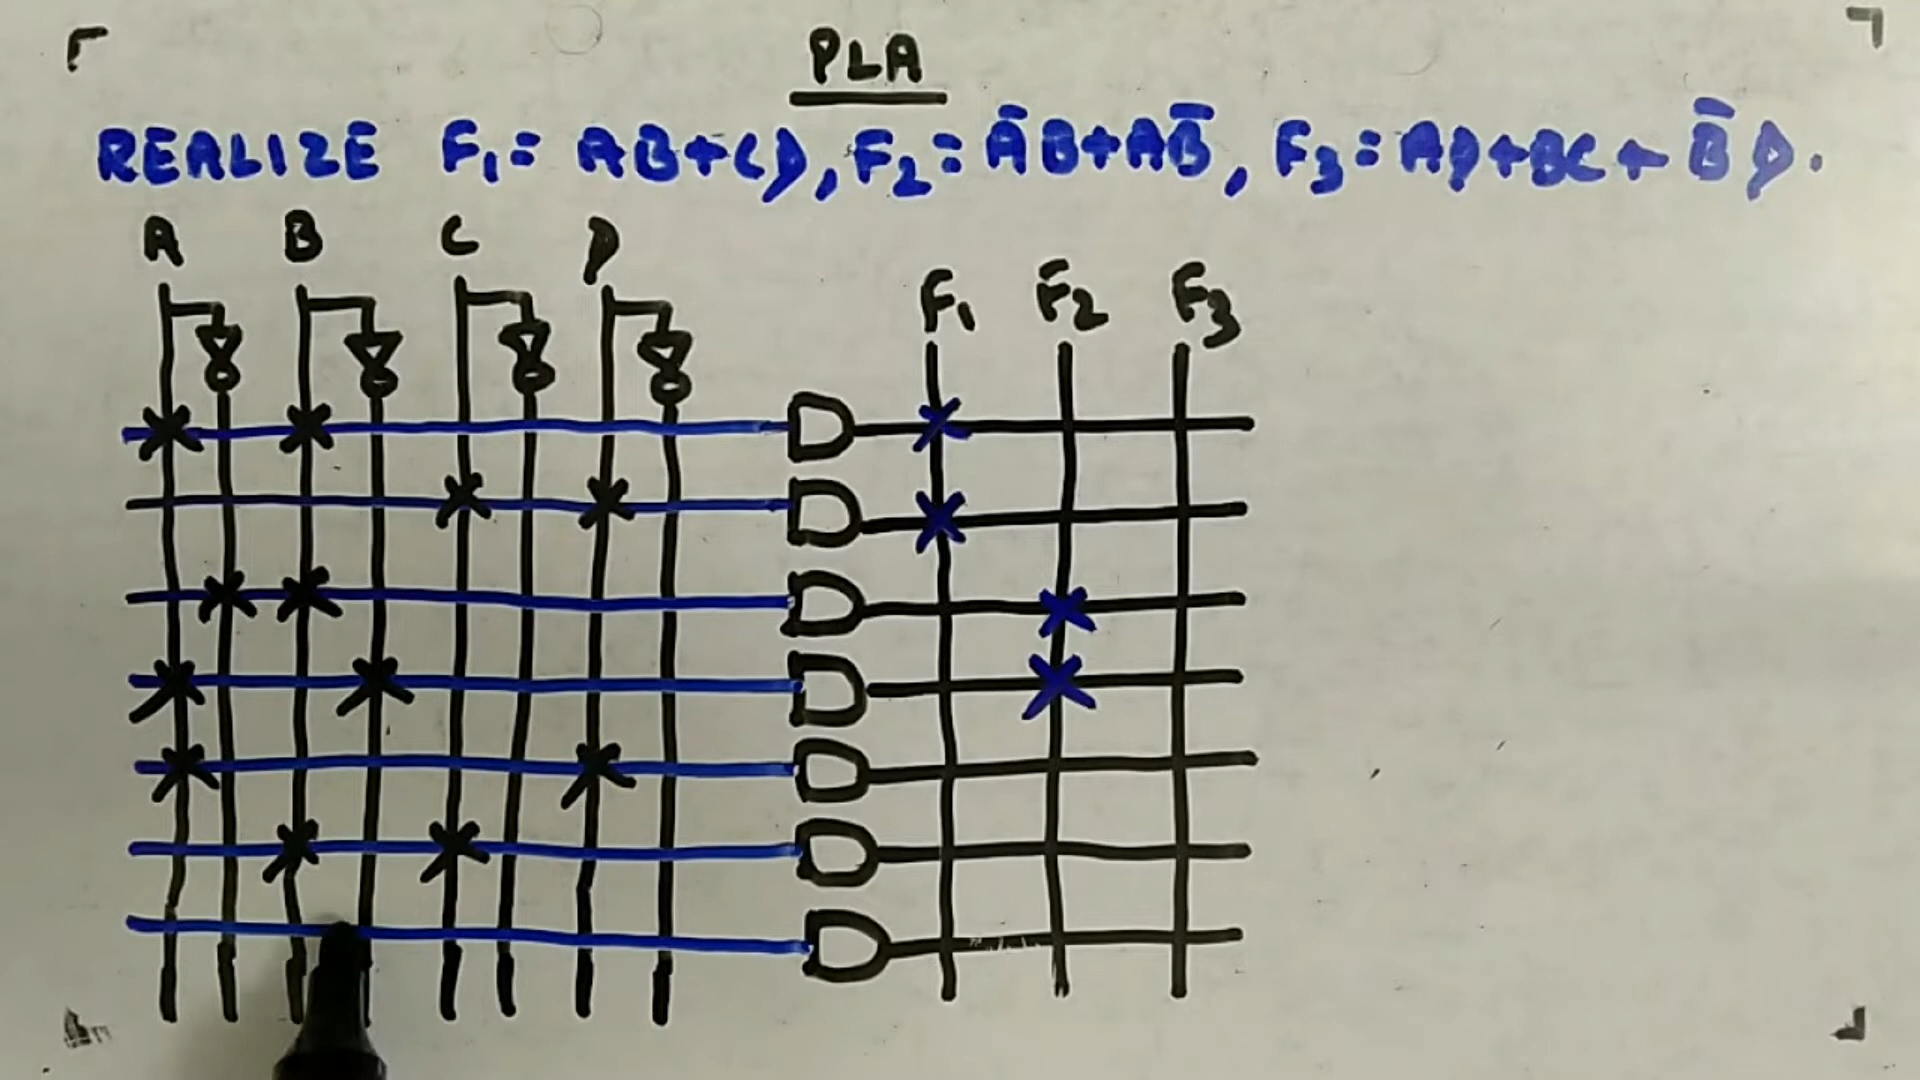 PLA
REALIZE F₁= AB+CD, F₂= ĀB+AB̄, F₃= AD+BC+B̄D.
A B C D
F₁ F₂ F₃